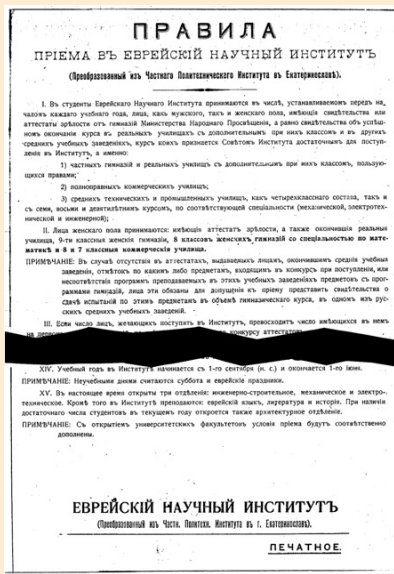 ПРАВИЛА
ПРІЕМА ВЪ ЕВРЕЙСКІЙ НАУЧНЫЙ ИНСТИТУТЪ
(Преобразованный изъ Частнаго Политехническаго Института въ Екатеринославѣ).
I. Въ студенты Еврейскаго Научнаго Института принимаются въ числѣ, устанавливаемомъ передъ на-
чаломъ каждаго учебнаго года, лица, какъ мужского, такъ и женскаго пола, имѣющія свидѣтельства или
аттестаты зрѣлости отъ гимназій Министерства Народнаго Просвѣщенія, а равно свидѣтельства объ успѣш-
номъ окончаніи курса въ реальныхъ училищахъ съ дополнительнымъ при нихъ классомъ и въ другихъ
среднихъ учебныхъ заведеніяхъ, курсъ коихъ признается Совѣтомъ Института достаточнымъ для поступ-
ленія въ Институтъ, а именно:
1) частныхъ гимназій и реальныхъ училищъ съ дополнительнымъ при нихъ классомъ, пользую-
щихся правами;
2) полноправныхъ коммерческихъ училищъ;
3) среднихъ техническихъ и промышленныхъ училищъ, какъ четырехкласснаго состава, такъ и
съ семи, восьми и девятилѣтнимъ курсомъ, по соотвѣтствующей спеціальности (механической, электротех-
нической и инженерной);
II. Лица женскаго пола принимаются: имѣющія аттестатъ зрѣлости, а также окончившія реальныя
училища, 9-ти классныя женскія гимназіи, 8 классовъ женскихъ гимназій со спеціальностью по мате-
матикѣ и 8 и 7 классныя коммерческія училища.
ПРИМѢЧАНІЕ: Въ случаѣ отсутствія въ аттестатахъ, выдаваемыхъ лицамъ, окончившимъ среднія учебныя
заведенія, отмѣтокъ по какимъ либо предметамъ, входящимъ въ конкурсъ при поступленіи, или
несоотвѣтствія программъ преподаваемыхъ въ этихъ учебныхъ заведеніяхъ предметовъ съ про-
граммами гимназій, лица эти обязаны для допущенія къ пріему представить свидѣтельства о
сдачѣ испытаній по этимъ предметамъ въ объемѣ гимназическаго курса, въ одномъ изъ рус-
скихъ среднихъ учебныхъ заведеній.
III. Если число лицъ, желающихъ поступить въ Институтъ, превосходитъ число имѣющихся въ немъ
конкурсу аттестатовъ
XIV. Учебный годъ въ Институтѣ начинается съ 1-го сентября (н. с.) и окончается 1-го іюня.
ПРИМѢЧАНІЕ: Неучебными днями считаются суббота и еврейскіе праздники.
XV. Въ настоящее время открыты три отдѣленія: инженерно-строительное, механическое и электро-
техническое. Кромѣ того въ Институтѣ преподаются: еврейскій языкъ, литература и исторія. При наличіи
достаточнаго числа студентовъ въ текущемъ году откроется также архитектурное отдѣленіе.
ПРИМѢЧАНІЕ: Съ открытіемъ университетскихъ факультетовъ условія пріема будутъ соотвѣтственно
дополнены.
ЕВРЕЙСКІЙ НАУЧНЫЙ ИНСТИТУТЪ
(Преобразованный изъ Частн. Политехн. Института въ г. Екатеринославѣ).
ПЕЧАТНОЕ.